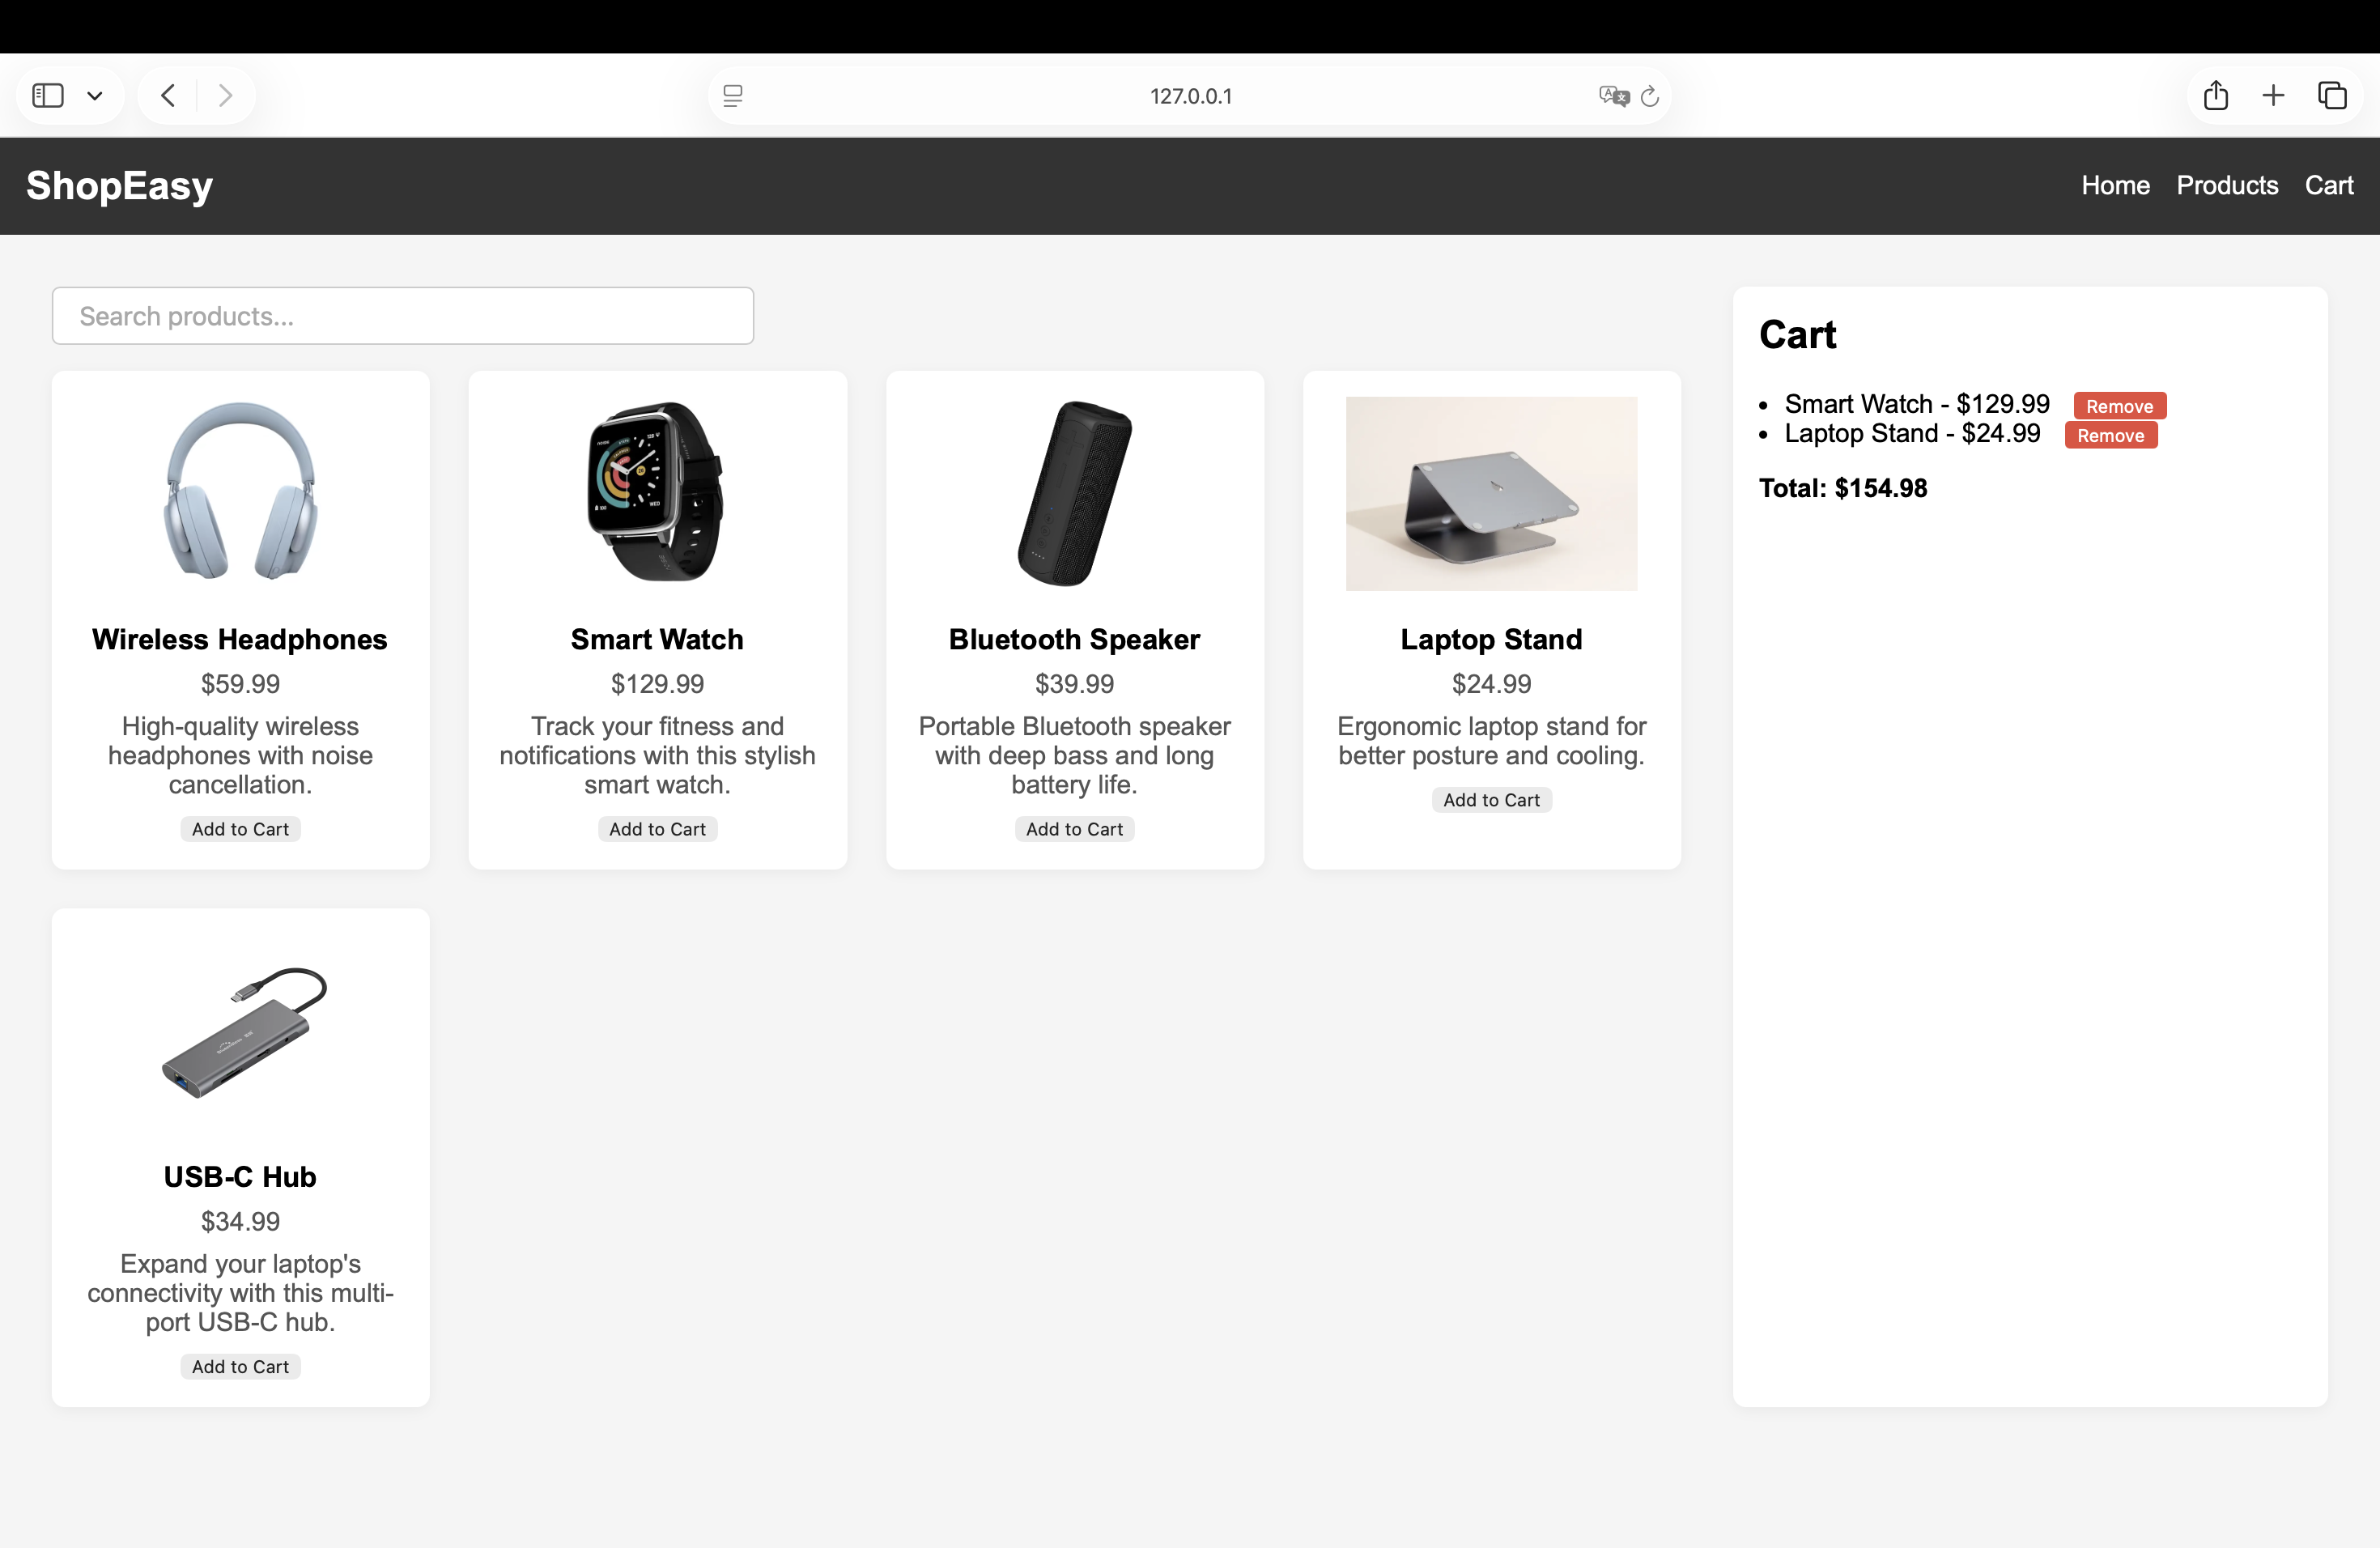 127.0.0.1
ShopEasy
Home Products Cart
Search products...
Wireless Headphones
$59.99
High-quality wireless
headphones with noise
cancellation.
Add to Cart
Smart Watch
$129.99
Track your fitness and
notifications with this stylish
smart watch.
Add to Cart
Bluetooth Speaker
$39.99
Portable Bluetooth speaker
with deep bass and long
battery life.
Add to Cart
Laptop Stand
$24.99
Ergonomic laptop stand for
better posture and cooling.
Add to Cart
USB-C Hub
$34.99
Expand your laptop's
connectivity with this multi-
port USB-C hub.
Add to Cart
Cart
• Smart Watch - $129.99 Remove
• Laptop Stand - $24.99 Remove
Total: $154.98